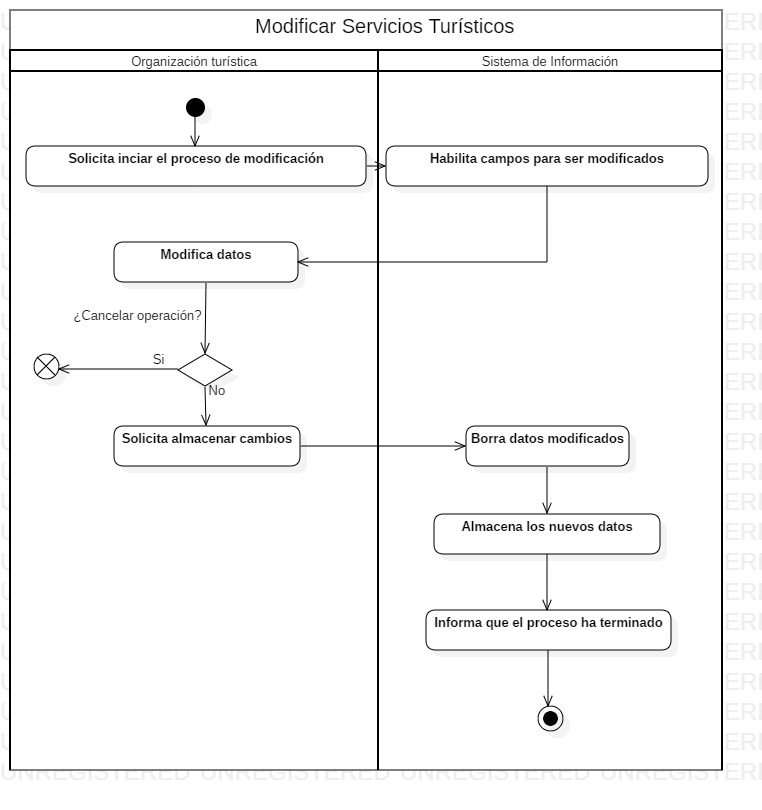 Modificar Servicios Turísticos
Organización turística
Sistema de Información
Solicita inciar el proceso de modificación
Habilita campos para ser modificados
Modifica datos
¿Cancelar operación?
Si
No
Solicita almacenar cambios
Borra datos modificados
Almacena los nuevos datos
Informa que el proceso ha terminado
UNREGISTERED UNREGISTERED UNREGISTERED UNREGI